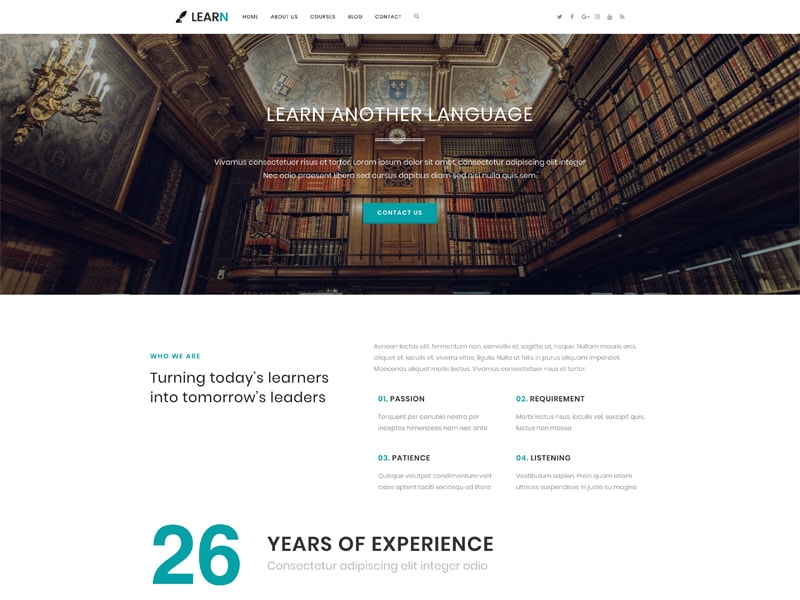 LEARN HOME ABOUT US COURSES BLOG CONTACT
LEARN ANOTHER LANGUAGE
Vivamus consectetuer risus et tortor. Lorem ipsum dolor sit amet, consectetur adipiscing elit integer
Nec odio praesent libero sed cursus dapibus diam sed nisi nulla quis sem.
CONTACT US
WHO WE ARE
Turning today's learners
into tomorrow's leaders
Aenean lectus elit, fermentum non, convallis id, sagittis at, neque. Nullam mauris orci,
aliquet et, iaculis et, viverra vitae, ligula. Nulla ut felis in purus aliquam imperdiet.
Maecenas aliquet mollis lectus. Vivamus consectetuer risus et tortor.
01. PASSION
Torquent per conubia nostra per
inceptos himenaeos nam nec ante
02. REQUIREMENT
Morbi lectus risus, iaculis vel, suscipit quis,
luctus non massa
03. PATIENCE
Quisque volutpat condimentum velit
class aptent taciti sociosqu ad litora
04. LISTENING
Vestibulum sapien. Proin quam etiam
ultrices suspendisse in justo eu magna
26 YEARS OF EXPERIENCE
Consectetur adipiscing elit integer odio